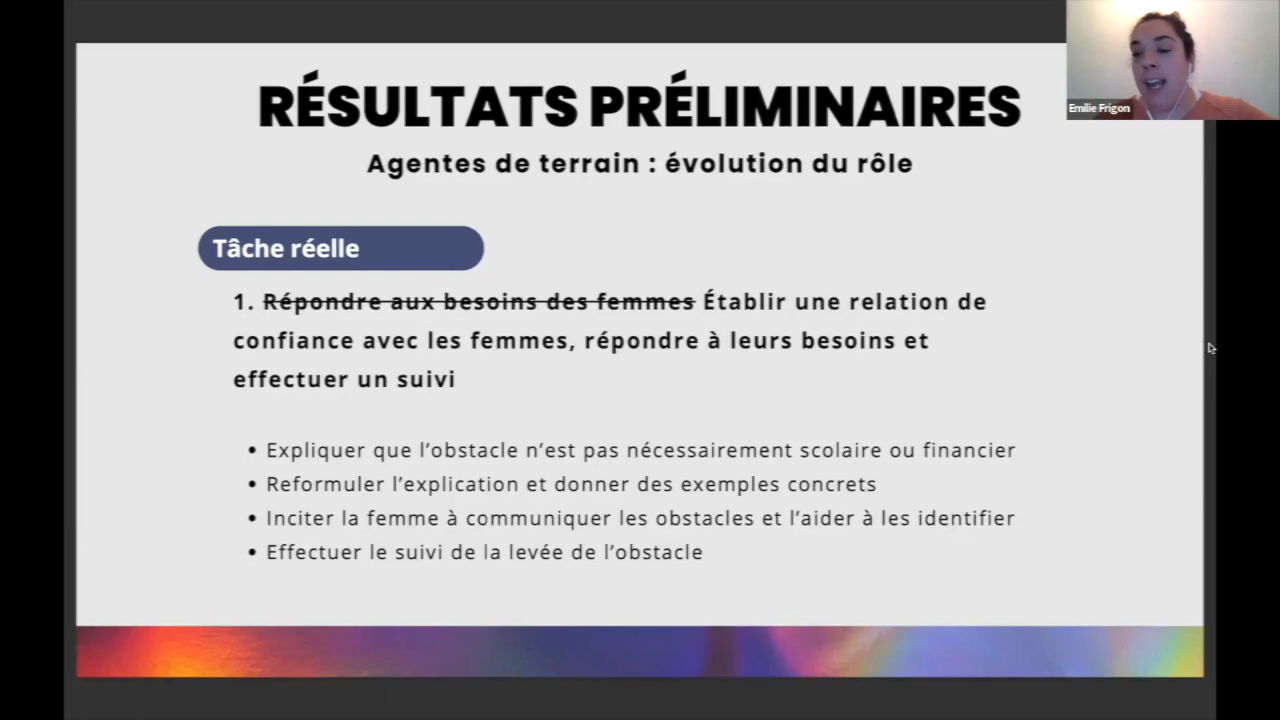 RÉSULTATS PRÉLIMINAIRES
Emilie Frigon
Agentes de terrain : évolution du rôle
Tâche réelle
1. Répondre aux besoins des femmes Établir une relation de
confiance avec les femmes, répondre à leurs besoins et
effectuer un suivi
• Expliquer que l’obstacle n’est pas nécessairement scolaire ou financier
• Reformuler l’explication et donner des exemples concrets
• Inciter la femme à communiquer les obstacles et l’aider à les identifier
• Effectuer le suivi de la levée de l’obstacle